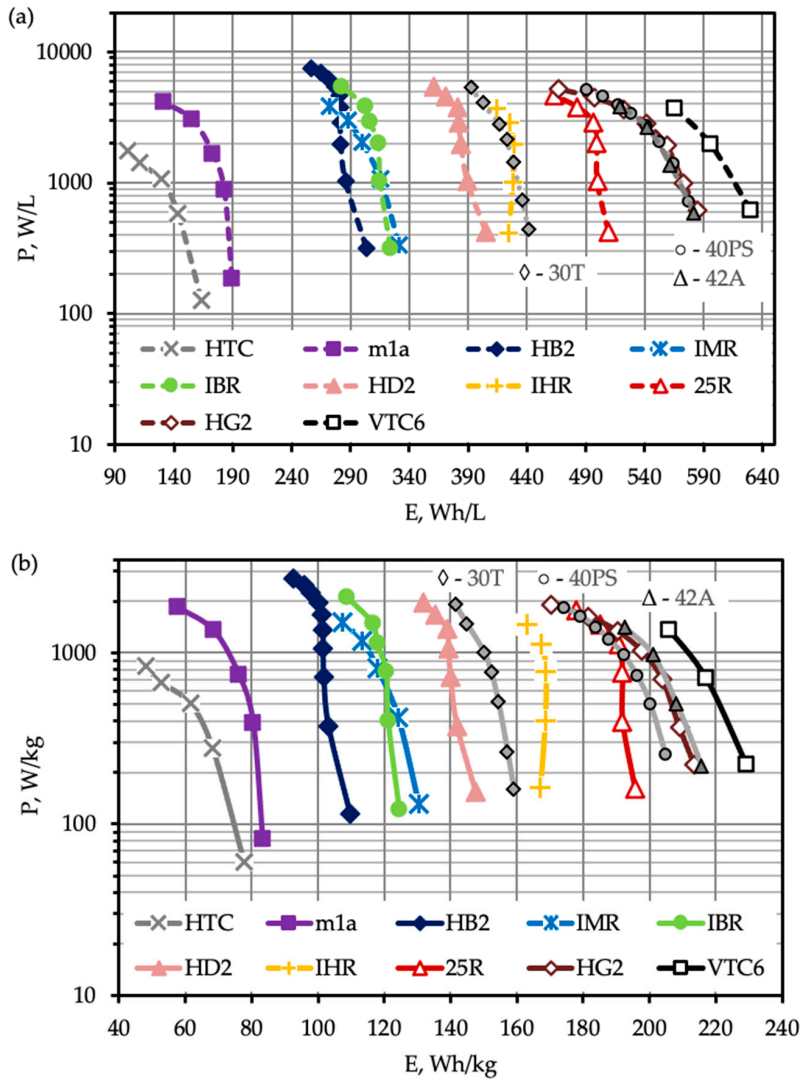 (a)
10000
1000
100
10
P, W/L
◊ - 30T
○ - 40PS
Δ - 42A
HTC m1a HB2 IMR
IBR HD2 IHR 25R
HG2 VTC6
90 140 190 240 290 340 390 440 490 540 590 640
E, Wh/L
(b)
◊ - 30T ○ - 40PS
Δ - 42A
1000
100
10
P, W/kg
HTC m1a HB2 IMR IBR
HD2 IHR 25R HG2 VTC6
40 60 80 100 120 140 160 180 200 220 240
E, Wh/kg